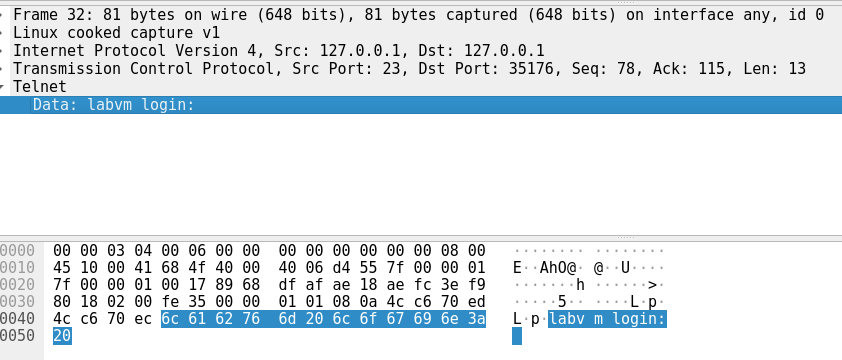 Frame 32: 81 bytes on wire (648 bits), 81 bytes captured (648 bits) on interface any, id 0
Linux cooked capture v1
Internet Protocol Version 4, Src: 127.0.0.1, Dst: 127.0.0.1
Transmission Control Protocol, Src Port: 23, Dst Port: 35176, Seq: 78, Ack: 115, Len: 13
Telnet
Data: labvm login:
0000 00 00 03 04 00 06 00 00 00 00 00 00 00 00 08 00 ········ ········
0010 45 10 00 41 68 4f 40 00 40 06 d4 55 7f 00 00 01 E··AhO@· @··U····
0020 7f 00 00 01 00 17 89 68 df af ae 18 ae fc 3e f9 ·······h ······>·
0030 80 18 02 00 fe 35 00 00 01 01 08 0a 4c c6 70 ed ·····5·· ····L·p·
0040 4c c6 70 ec 6c 61 62 76 6d 20 6c 6f 67 69 6e 3a L·p·labv m login:
0050 20